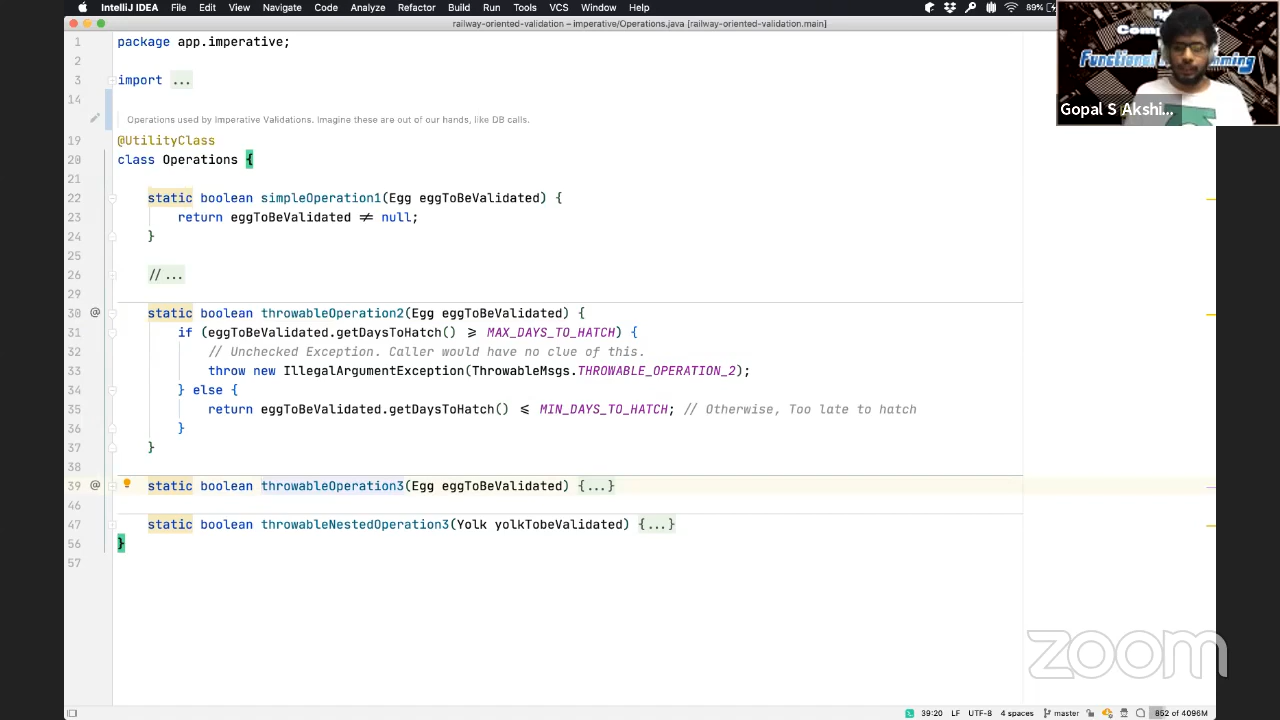 IntelliJ IDEA File Edit View Navigate Code Analyze Refactor Build Run Tools VCS Window Help 89%
railway-oriented-validation – imperative/Operations.java [railway-oriented-validation.main]
Functional
Gopal S Akshi...
1 package app.imperative;
2
3 import ...
14
Operations used by Imperative Validations. Imagine these are out of our hands, like DB calls.
19 @UtilityClass
20 class Operations {
21
22 static boolean simpleOperation1(Egg eggToBeValidated) {
23 return eggToBeValidated ≠ null;
24 }
25
26 //...
29
30 @ static boolean throwableOperation2(Egg eggToBeValidated) {
31 if (eggToBeValidated.getDaysToHatch() ⩾ MAX_DAYS_TO_HATCH) {
32 // Unchecked Exception. Caller would have no clue of this.
33 throw new IllegalArgumentException(ThrowableMsgs.THROWABLE_OPERATION_2);
34 } else {
35 return eggToBeValidated.getDaysToHatch() ⩽ MIN_DAYS_TO_HATCH; // Otherwise, Too late to hatch
36 }
37 }
38
39 @ static boolean throwableOperation3(Egg eggToBeValidated) {...}
46
47 static boolean throwableNestedOperation3(Yolk yolkTobeValidated) {...}
56 }
57
zoom
39:20 LF UTF-8 4 spaces master 852 of 4096M